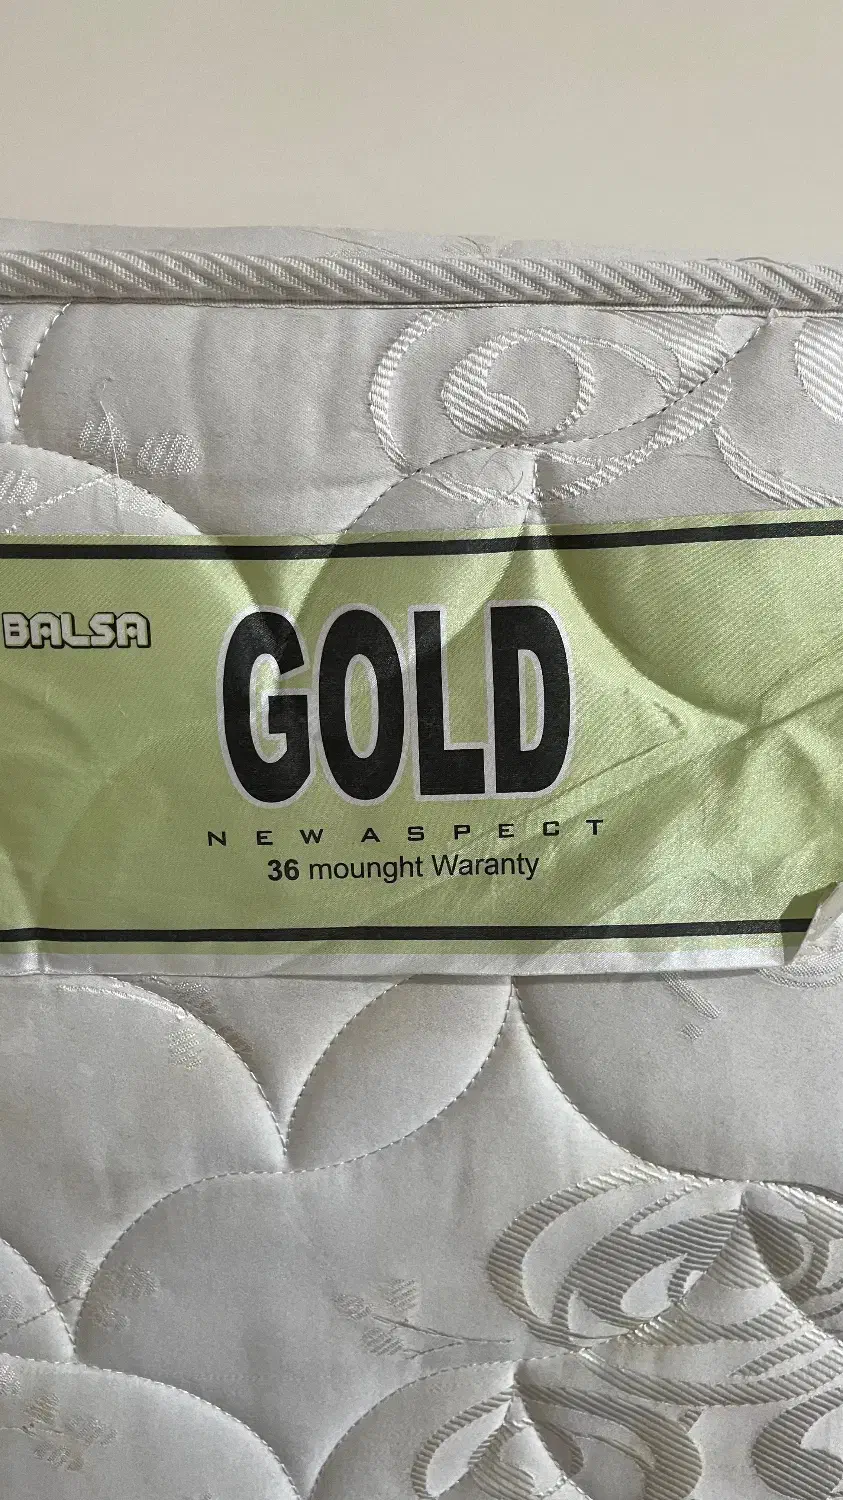 BALSA
GOLD
NEW ASPECT
36 mounght Waranty